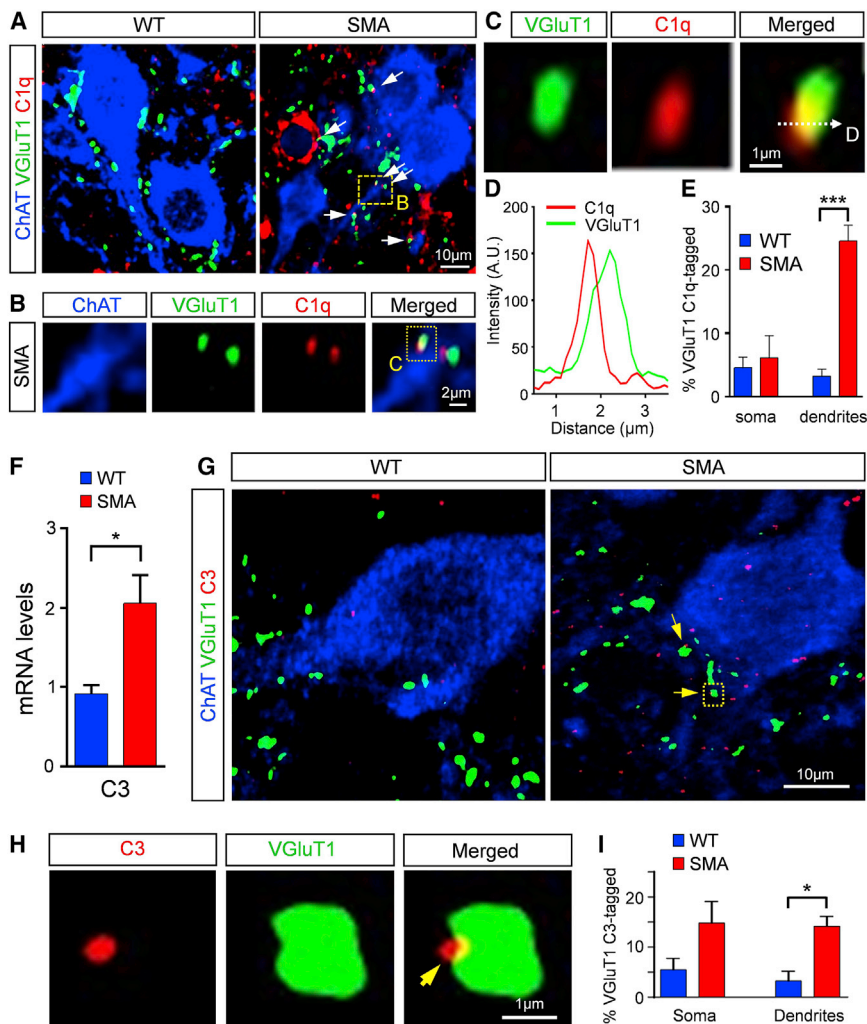 A
WT
SMA
ChAT VGluT1 C1q
B
10µm
B
ChAT
VGluT1
C1q
Merged
SMA
C
2µm
C
VGluT1
C1q
Merged
D
1µm
D
C1q
VGluT1
Intensity (A.U.)
200
150
100
50
0
1
2
3
Distance (µm)
E
***
WT
SMA
% VGluT1 C1q-tagged
30
20
10
0
soma
dendrites
F
WT
SMA
*
mRNA levels
3
2
1
0
C3
G
WT
SMA
ChAT VGluT1 C3
10µm
H
C3
VGluT1
Merged
1µm
I
WT
SMA
*
% VGluT1 C3-tagged
20
10
0
Soma
Dendrites